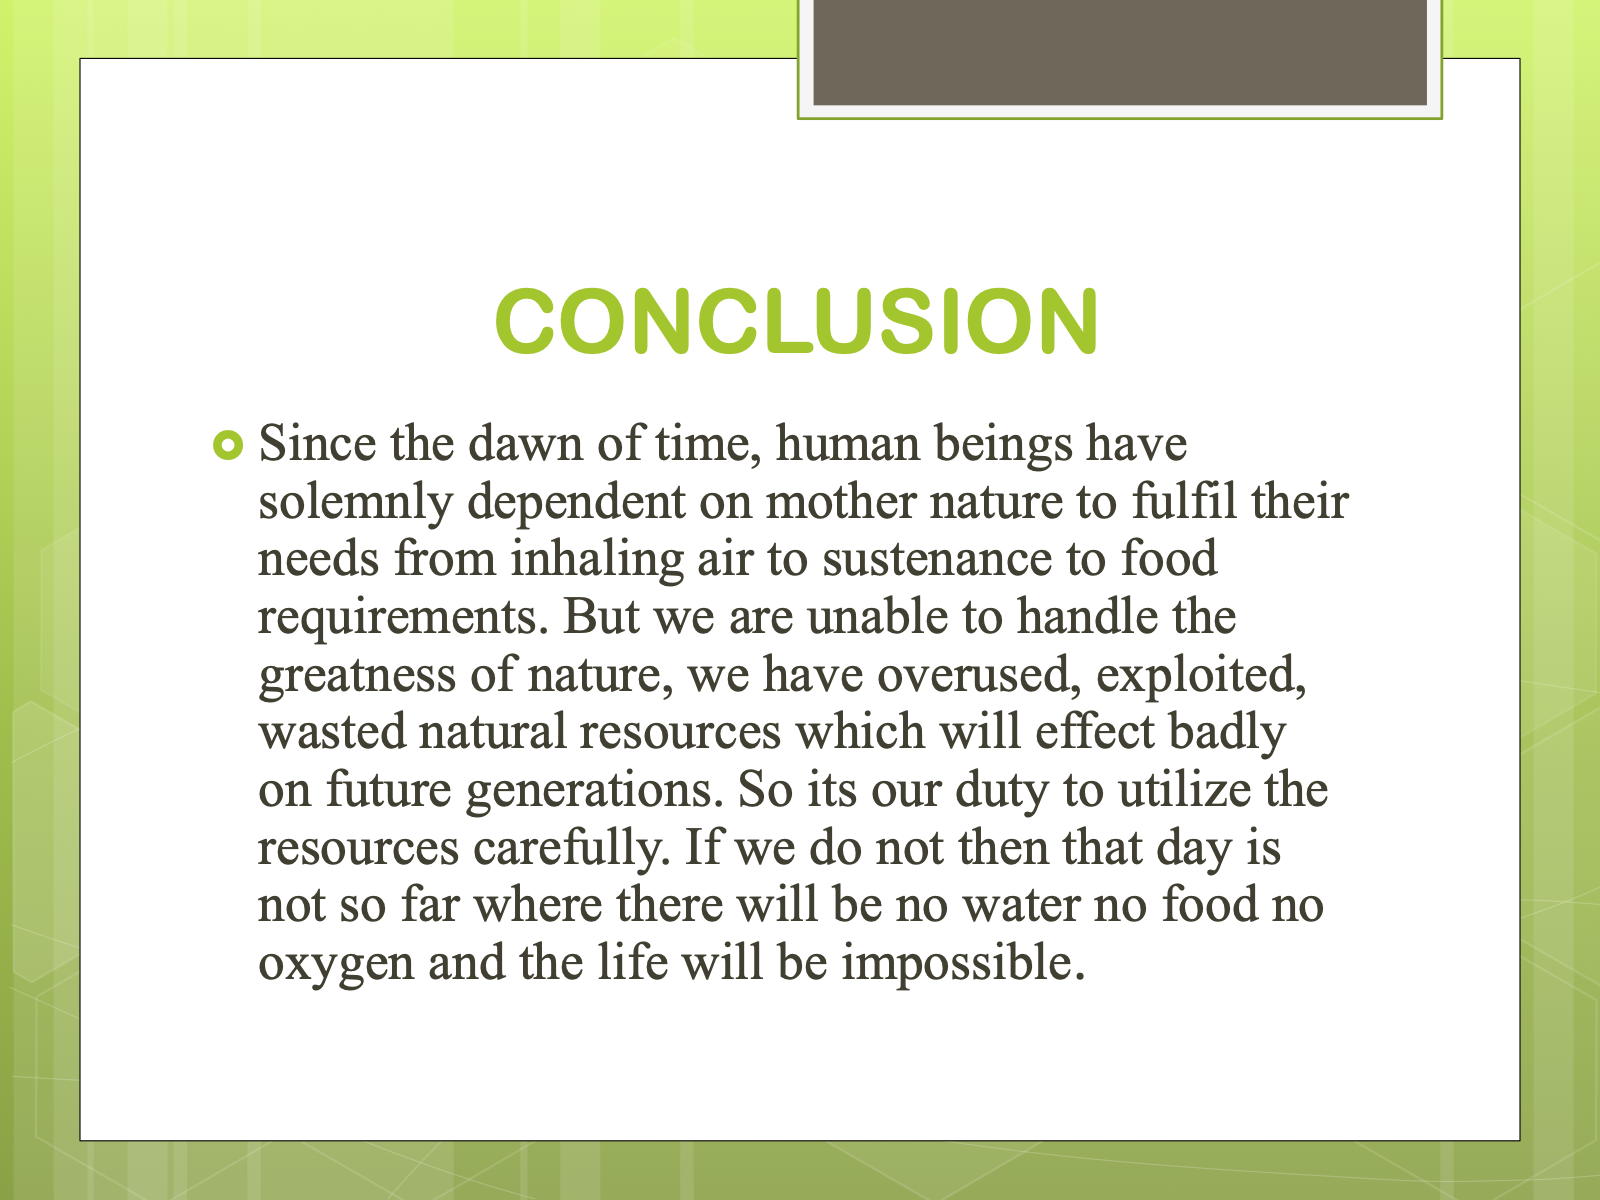 CONCLUSION
Since the dawn of time, human beings have
solemnly dependent on mother nature to fulfil their
needs from inhaling air to sustenance to food
requirements. But we are unable to handle the
greatness of nature, we have overused, exploited,
wasted natural resources which will effect badly
on future generations. So its our duty to utilize the
resources carefully. If we do not then that day is
not so far where there will be no water no food no
oxygen and the life will be impossible.